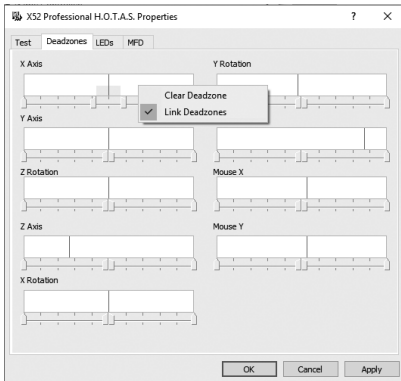 X52 Professional H.O.T.A.S. Properties
Test Deadzones LEDs MFD
X Axis
Y Rotation
Clear Deadzone
Link Deadzones
Y Axis
Z Rotation
Mouse X
Z Axis
Mouse Y
X Rotation
OK Cancel Apply